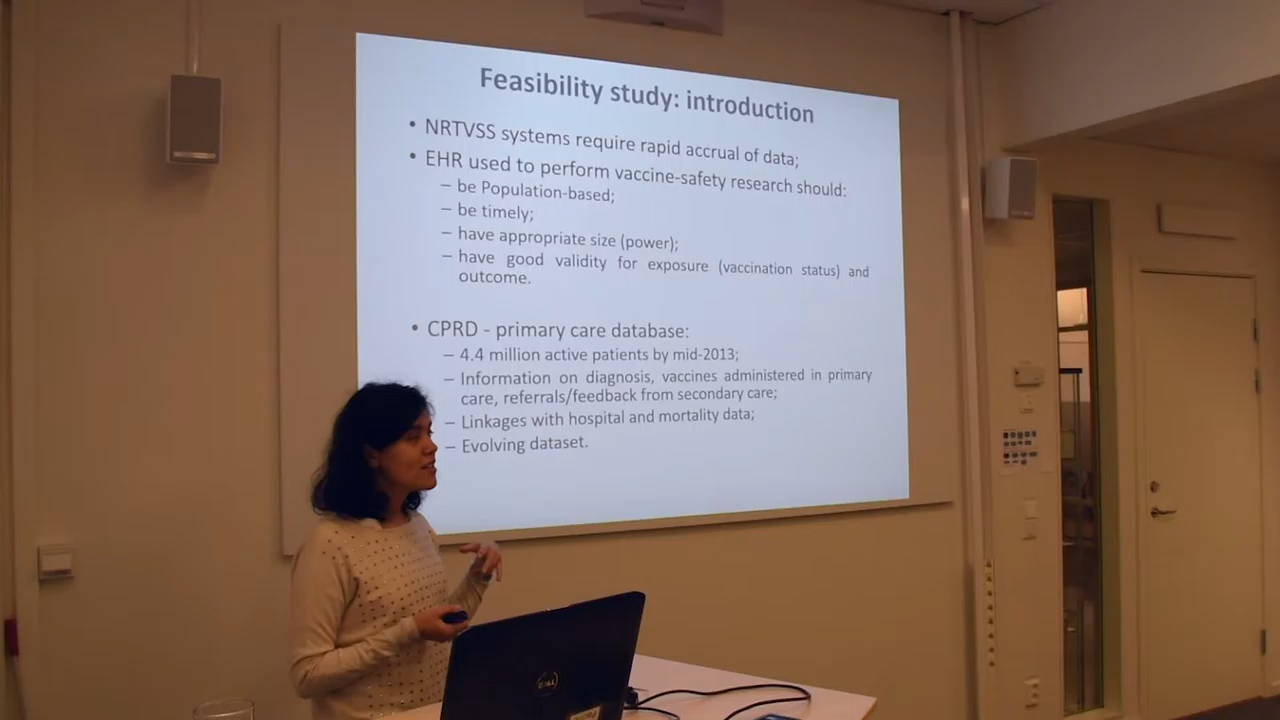 Feasibility study: introduction
• NRTVSS systems require rapid accrual of data;
• EHR used to perform vaccine-safety research should:
– be Population-based;
– be timely;
– have appropriate size (power);
– have good validity for exposure (vaccination status) and
outcome.
• CPRD - primary care database:
– 4.4 million active patients by mid-2013;
– Information on diagnosis, vaccines administered in primary
care, referrals/feedback from secondary care;
– Linkages with hospital and mortality data;
– Evolving dataset.
DELL